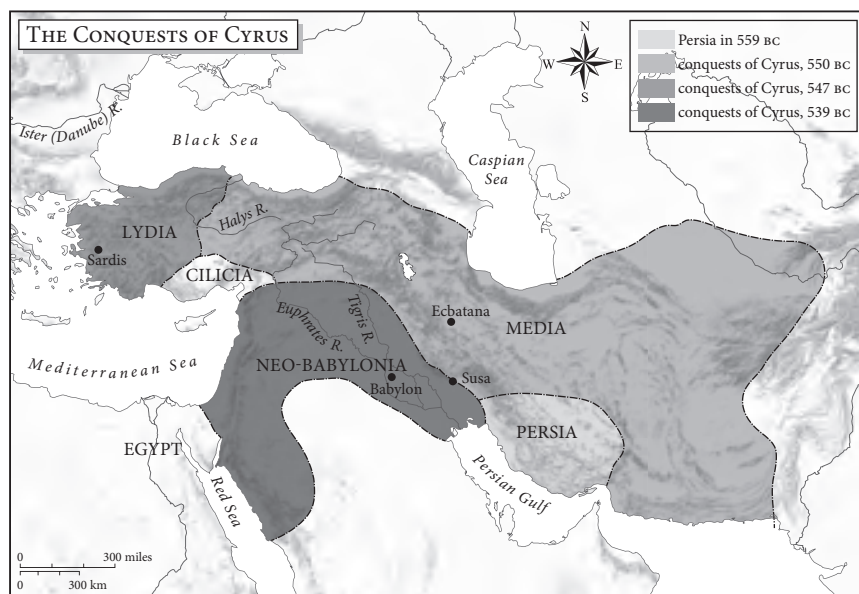 THE CONQUESTS OF CYRUS
N
W E
S
Persia in 559 BC
conquests of Cyrus, 550 BC
conquests of Cyrus, 547 BC
conquests of Cyrus, 539 BC
Ister (Danube) R.
Black Sea
Caspian
Sea
Halys R.
LYDIA
Sardis
CILICIA
Ecbatana
MEDIA
Tigris R.
Euphrates R.
Mediterranean Sea
NEO-BABYLONIA
Babylon
Susa
PERSIA
EGYPT
Persian Gulf
Red Sea
0 300 miles
0 300 km